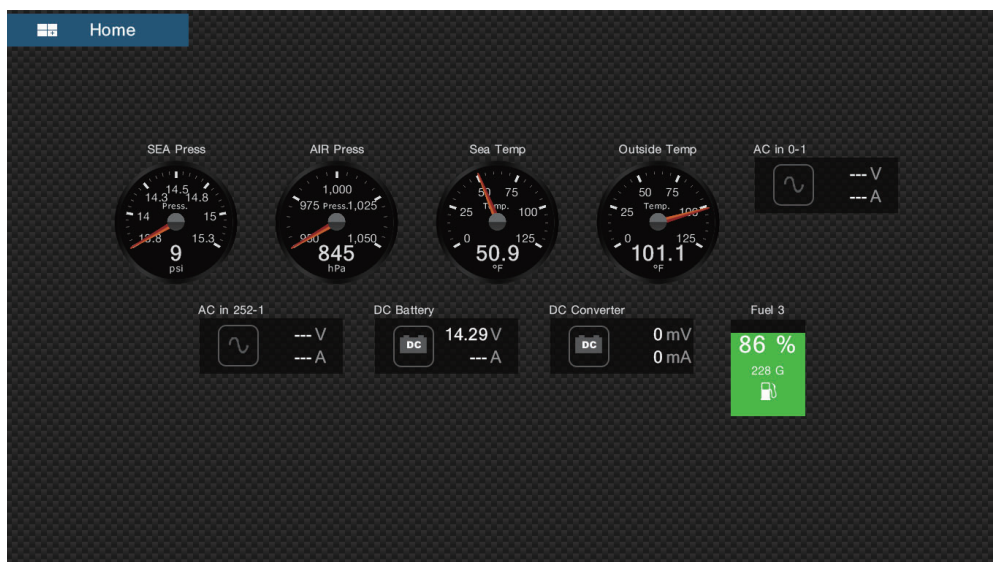 Home
SEA Press
AIR Press
Sea Temp
Outside Temp
AC in 0-1
14.5
14.3
14.8
Press.
14
15
13.8
15.3
9
psi
1,000
975
Press.
1,025
950
1,050
845
hPa
50
75
Temp.
25
100
0
125
50.9
°F
50
75
Temp.
25
100
0
125
101.1
°F
--- V
--- A
AC in 252-1
DC Battery
DC Converter
Fuel 3
--- V
--- A
DC
14.29 V
--- A
DC
0 mV
0 mA
86 %
228 G